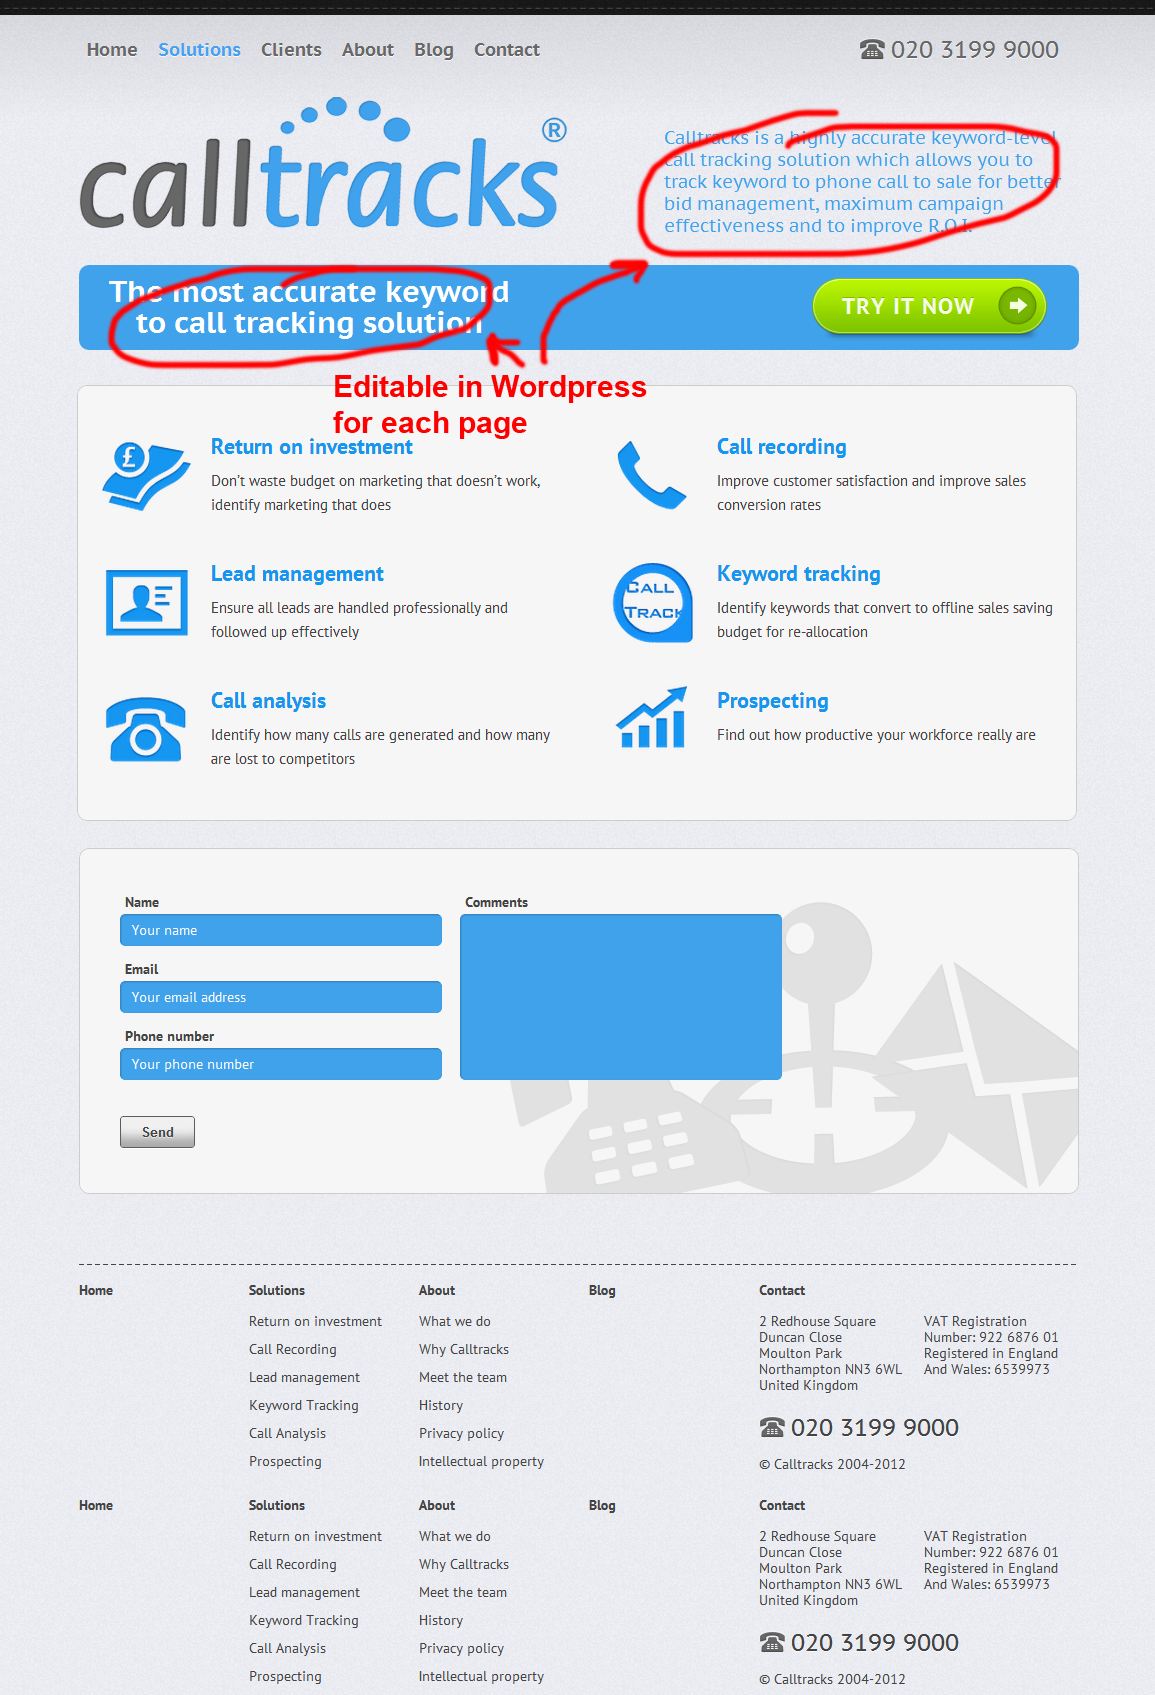 Home Solutions Clients About Blog Contact
020 3199 9000
calltracks®
Calltracks is a highly accurate keyword-level
call tracking solution which allows you to
track keyword to phone call to sale for better
bid management, maximum campaign
effectiveness and to improve R.O.I.
The most accurate keyword
to call tracking solution
TRY IT NOW
Editable in Wordpress
for each page
Return on investment
Don't waste budget on marketing that doesn't work,
identify marketing that does
Call recording
Improve customer satisfaction and improve sales
conversion rates
Lead management
Ensure all leads are handled professionally and
followed up effectively
CALL
TRACK
Keyword tracking
Identify keywords that convert to offline sales saving
budget for re-allocation
Call analysis
Identify how many calls are generated and how many
are lost to competitors
Prospecting
Find out how productive your workforce really are
Name
Your name
Email
Your email address
Phone number
Your phone number
Comments
Send
Home
Solutions
Return on investment
Call Recording
Lead management
Keyword Tracking
Call Analysis
Prospecting
About
What we do
Why Calltracks
Meet the team
History
Privacy policy
Intellectual property
Blog
Contact
2 Redhouse Square
Duncan Close
Moulton Park
Northampton NN3 6WL
United Kingdom
VAT Registration
Number: 922 6876 01
Registered in England
And Wales: 6539973
020 3199 9000
© Calltracks 2004-2012
Home
Solutions
Return on investment
Call Recording
Lead management
Keyword Tracking
Call Analysis
Prospecting
About
What we do
Why Calltracks
Meet the team
History
Privacy policy
Intellectual property
Blog
Contact
2 Redhouse Square
Duncan Close
Moulton Park
Northampton NN3 6WL
United Kingdom
VAT Registration
Number: 922 6876 01
Registered in England
And Wales: 6539973
020 3199 9000
© Calltracks 2004-2012